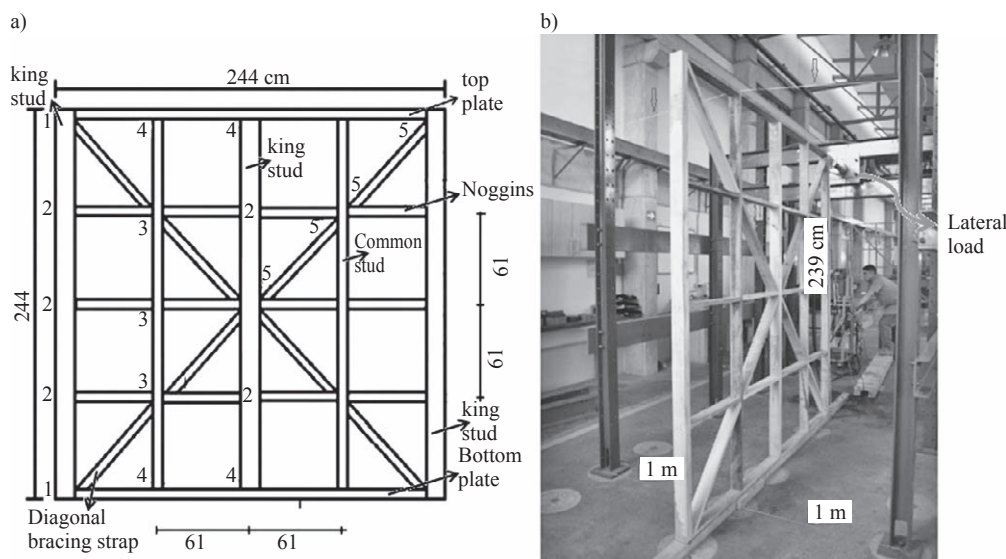 a)
b)
king
stud
244 cm
top
plate
1
4
4
5
king
stud
5
Noggins
2
2
3
5
Common
stud
61
244
5
2
3
61
3
2
2
king
stud
Bottom
plate
1
4
4
Diagonal
bracing strap
61
61
239 cm
Lateral
load
1 m
1 m